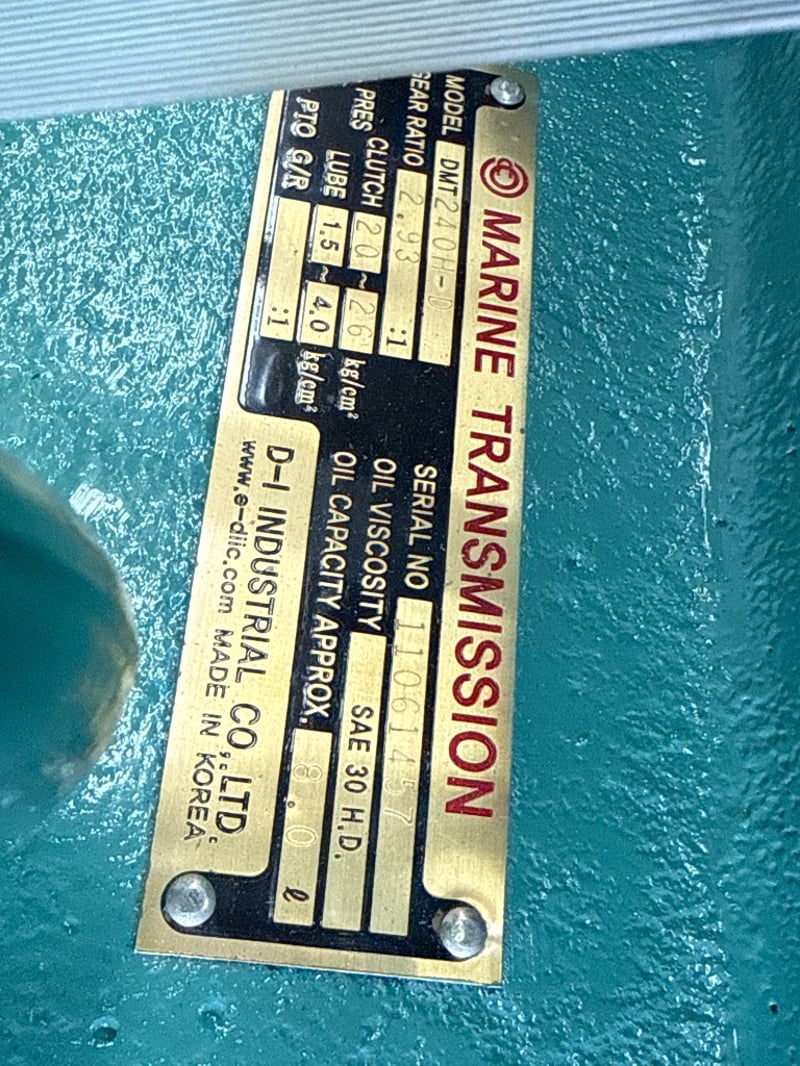 MARINE TRANSMISSION
MODEL DMT240H-D
GEAR RATIO 2.93 :1
PRES CLUTCH 20 ~ 26 kg/cm²
LUBE 1.5 ~ 4.0 kg/cm²
PTO G/R :1
SERIAL NO 11061457
OIL VISCOSITY SAE 30 H.D.
OIL CAPACITY APPROX. 8.0 ℓ
D-I INDUSTRIAL CO., LTD.
www.e-diic.com MADE IN KOREA